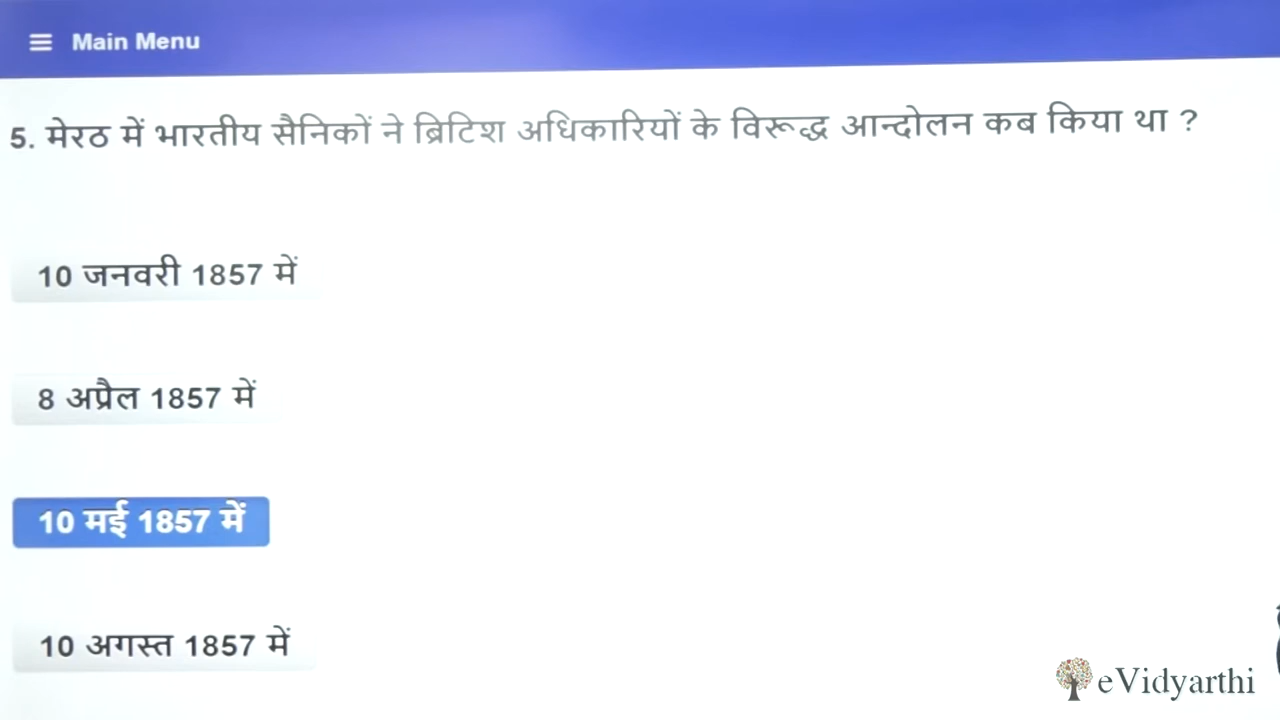 Main Menu
5. मेरठ में भारतीय सैनिकों ने ब्रिटिश अधिकारियों के विरूद्ध आन्दोलन कब किया था ?
10 जनवरी 1857 में
8 अप्रैल 1857 में
10 मई 1857 में
10 अगस्त 1857 में
eVidyarthi